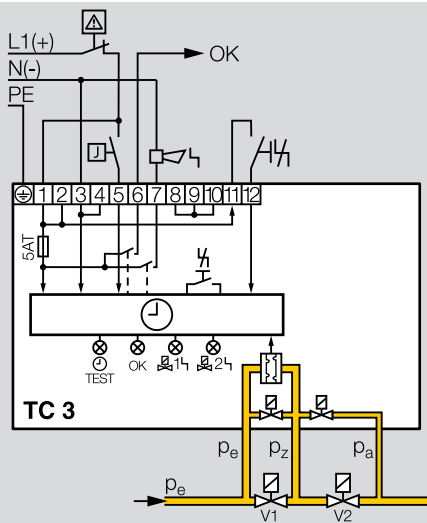 L1(+)
OK
N(-)
PE
1 2 3 4 5 6 7 8 9 10 11 12
5AT
TEST
OK
1
2
TC 3
pe
pz
pa
pe
V1
V2